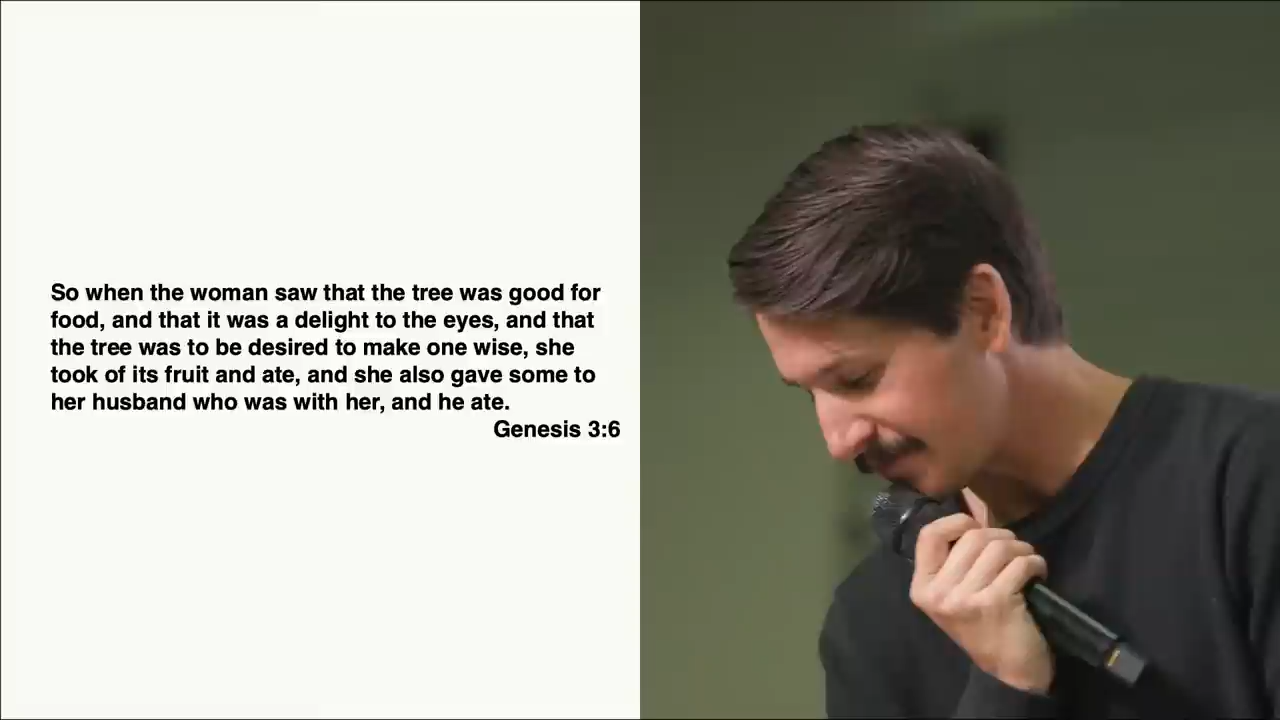 So when the woman saw that the tree was good for
food, and that it was a delight to the eyes, and that
the tree was to be desired to make one wise, she
took of its fruit and ate, and she also gave some to
her husband who was with her, and he ate.
Genesis 3:6